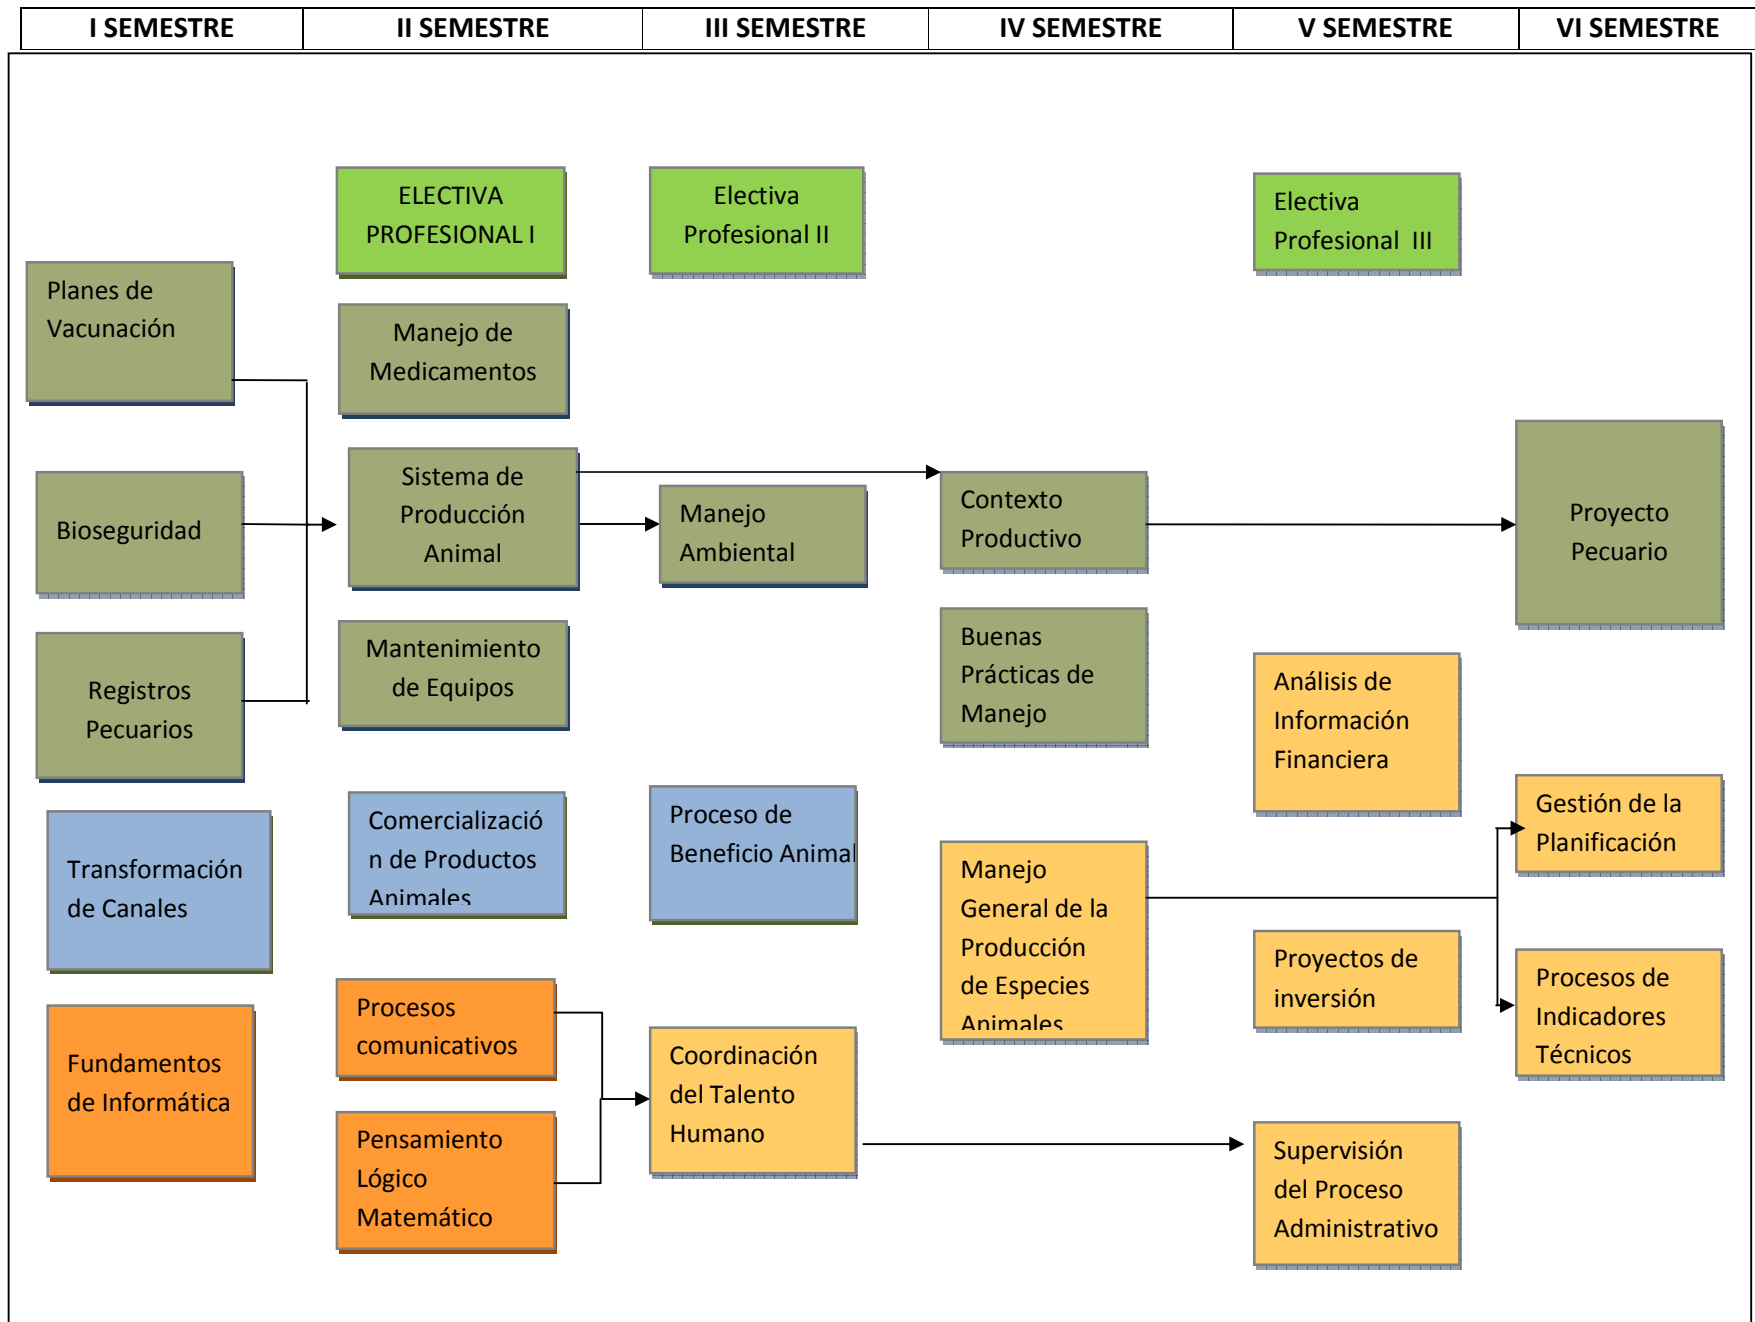 I SEMESTRE
II SEMESTRE
III SEMESTRE
IV SEMESTRE
V SEMESTRE
VI SEMESTRE
Planes de
Vacunación
Bioseguridad
Registros
Pecuarios
Transformación
de Canales
Fundamentos
de Informática
ELECTIVA
PROFESIONAL I
Manejo de
Medicamentos
Sistema de
Producción
Animal
Mantenimiento
de Equipos
Comercializació
n de Productos
Animales
Procesos
comunicativos
Pensamiento
Lógico
Matemático
Electiva
Profesional II
Manejo
Ambiental
Proceso de
Beneficio Animal
Coordinación
del Talento
Humano
Contexto
Productivo
Buenas
Prácticas de
Manejo
Manejo
General de la
Producción
de Especies
Animales
Electiva
Profesional III
Análisis de
Información
Financiera
Proyectos de
inversión
Supervisión
del Proceso
Administrativo
Proyecto
Pecuario
Gestión de la
Planificación
Procesos de
Indicadores
Técnicos